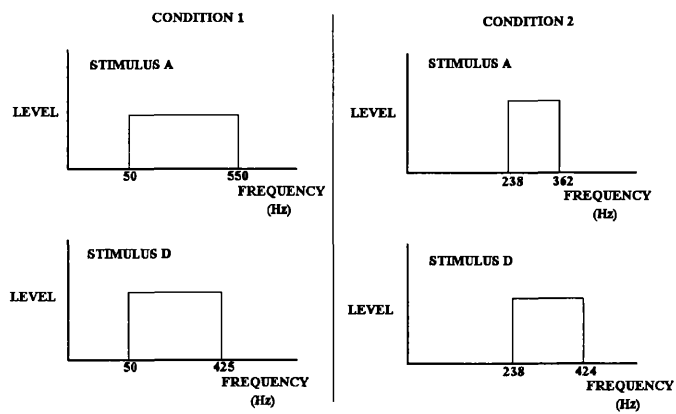 CONDITION 1
STIMULUS A
LEVEL
50 550
FREQUENCY
(Hz)
STIMULUS D
LEVEL
50 425
FREQUENCY
(Hz)
CONDITION 2
STIMULUS A
LEVEL
238 362
FREQUENCY
(Hz)
STIMULUS D
LEVEL
238 424
FREQUENCY
(Hz)